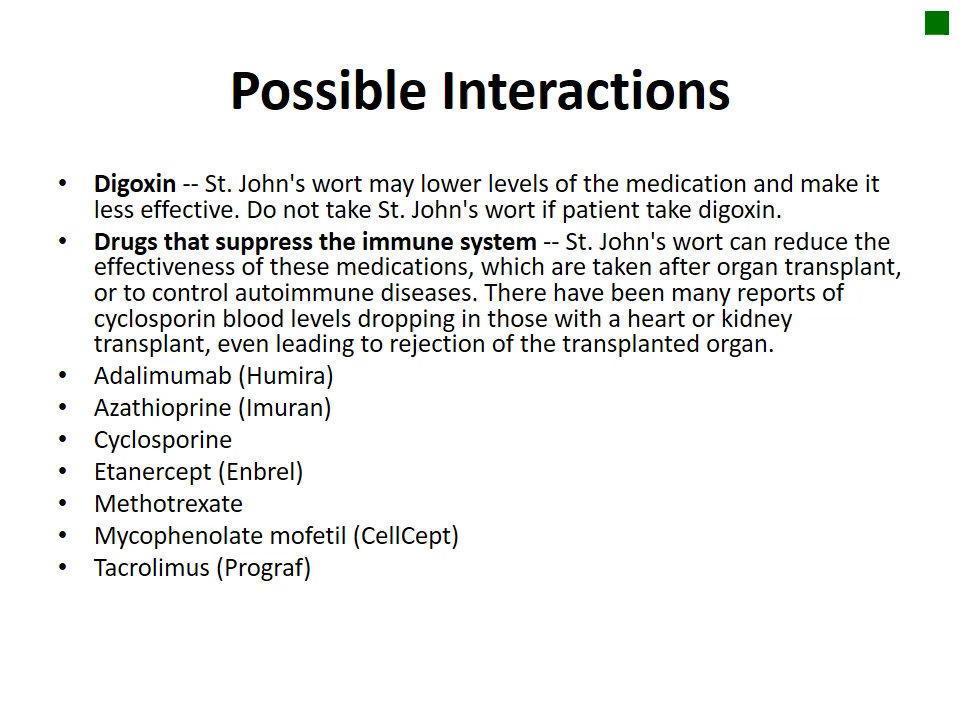 Possible Interactions
• Digoxin -- St. John's wort may lower levels of the medication and make it
less effective. Do not take St. John's wort if patient take digoxin.
• Drugs that suppress the immune system -- St. John's wort can reduce the
effectiveness of these medications, which are taken after organ transplant,
or to control autoimmune diseases. There have been many reports of
cyclosporin blood levels dropping in those with a heart or kidney
transplant, even leading to rejection of the transplanted organ.
• Adalimumab (Humira)
• Azathioprine (Imuran)
• Cyclosporine
• Etanercept (Enbrel)
• Methotrexate
• Mycophenolate mofetil (CellCept)
• Tacrolimus (Prograf)